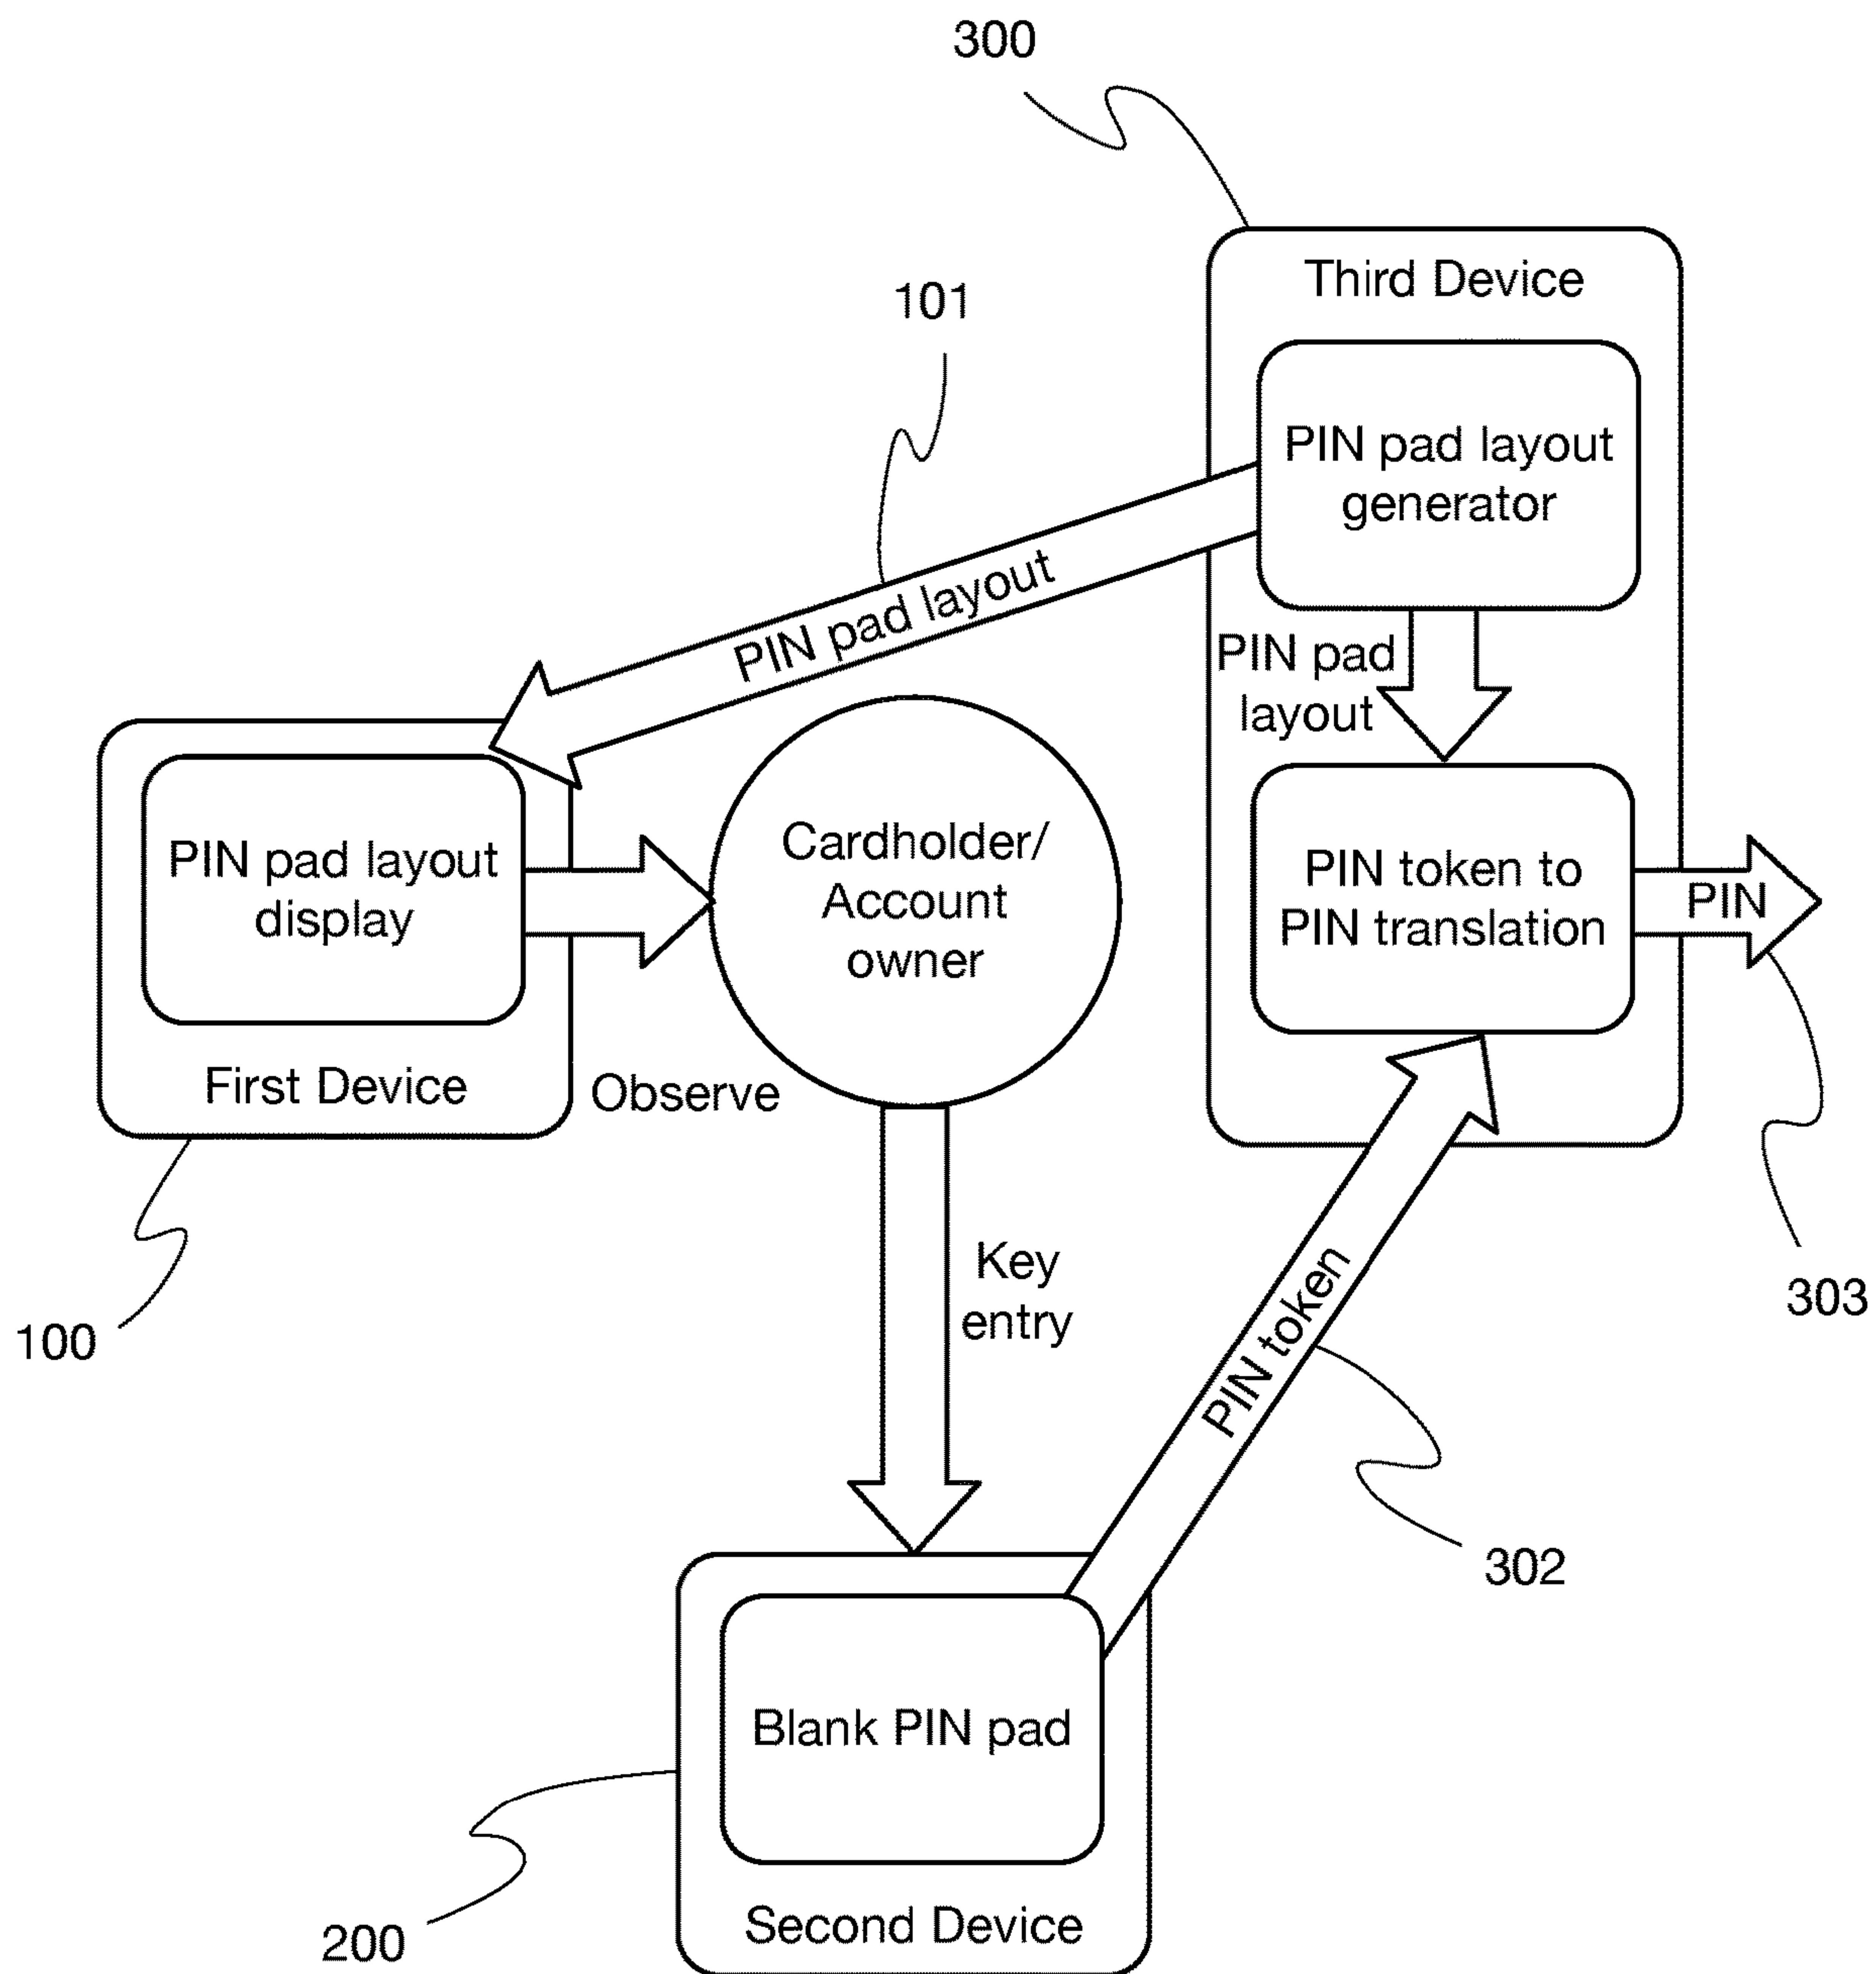 300
Third Device
101
PIN pad layout
generator
PIN pad layout
PIN pad
layout
PIN pad layout
display
First Device
Observe
Cardholder/
Account
owner
PIN token to
PIN translation
PIN
303
100
Key
entry
PIN token
302
Blank PIN pad
Second Device
200